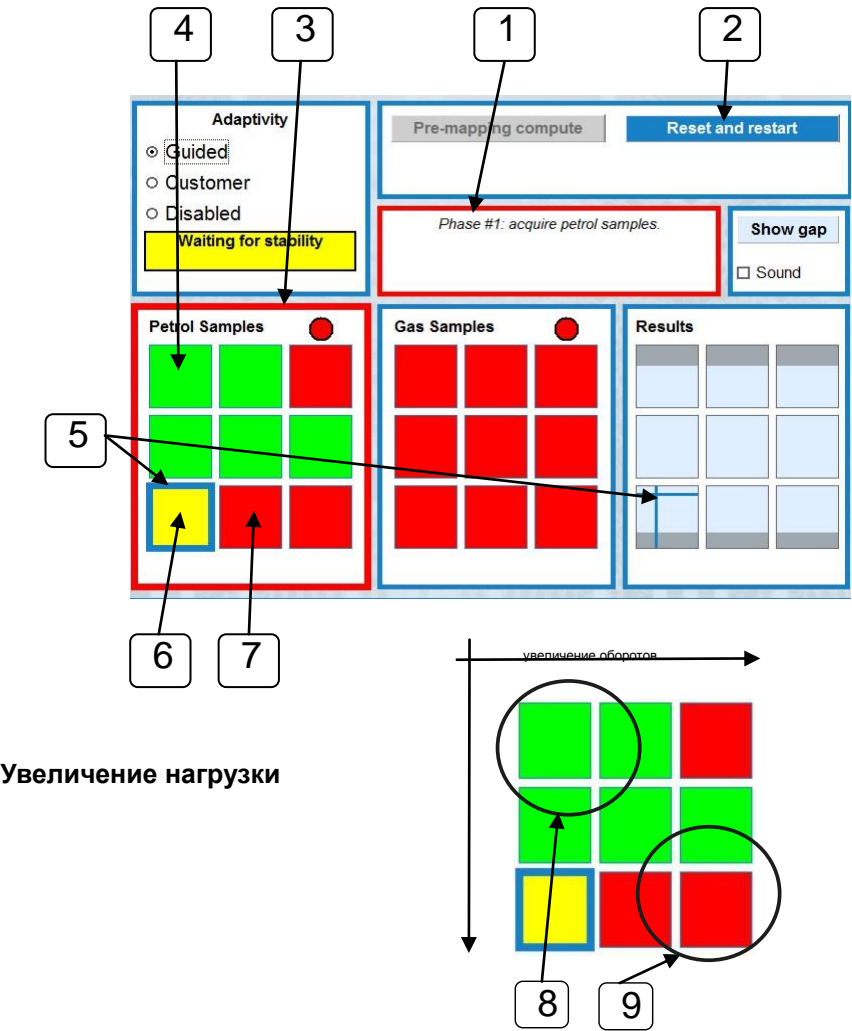 4
3
1
2
Adaptivity
Guided
Customer
Disabled
Waiting for stability
Pre-mapping compute
Reset and restart
Phase #1: acquire petrol samples.
Show gap
Sound
Petrol Samples
Gas Samples
Results
5
6
7
увеличение оборотов
Увеличение нагрузки
8
9